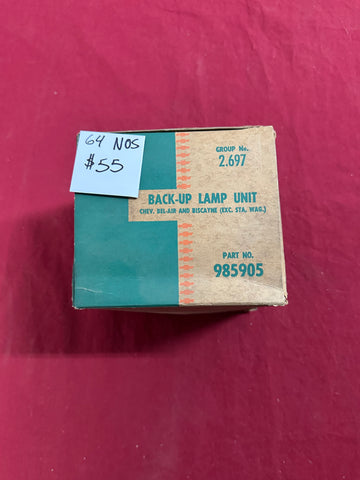 64 NOS
$55
GROUP No.
2.697
BACK-UP LAMP UNIT
CHEV. BEL-AIR AND BISCAYNE (EXC. STA. WAG.)
PART NO.
985905